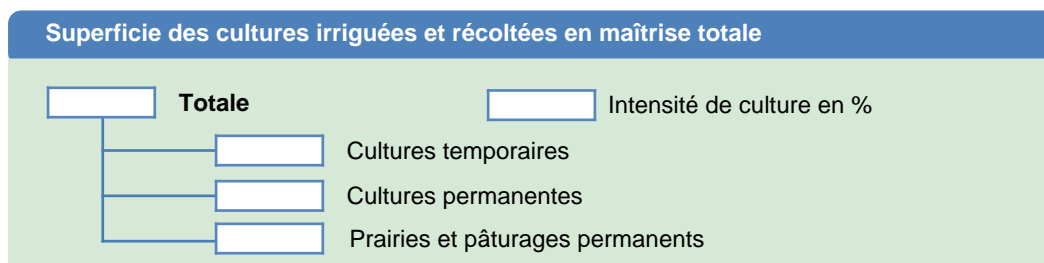 Superficie des cultures irriguées et récoltées en maîtrise totale
Totale
Intensité de culture en %
Cultures temporaires
Cultures permanentes
Prairies et pâturages permanents